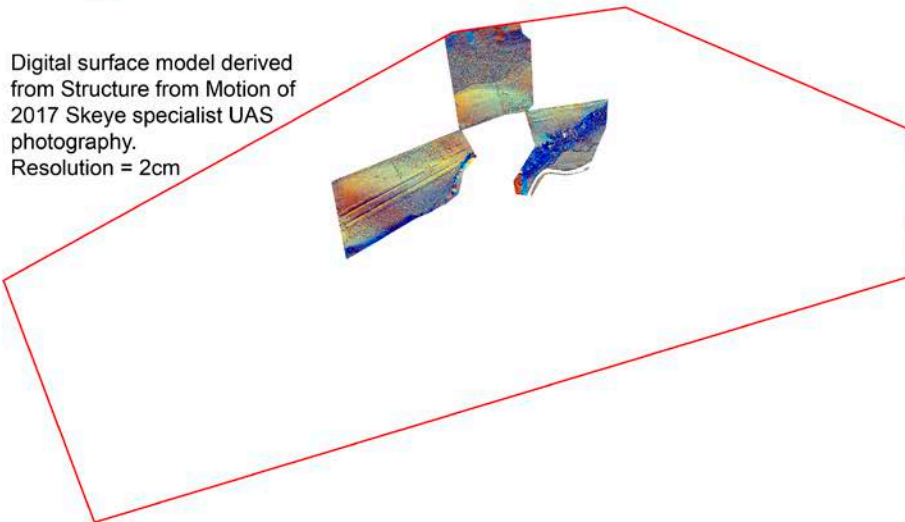 Digital surface model derived
from Structure from Motion of
2017 Skeye specialist UAS
photography.
Resolution = 2cm